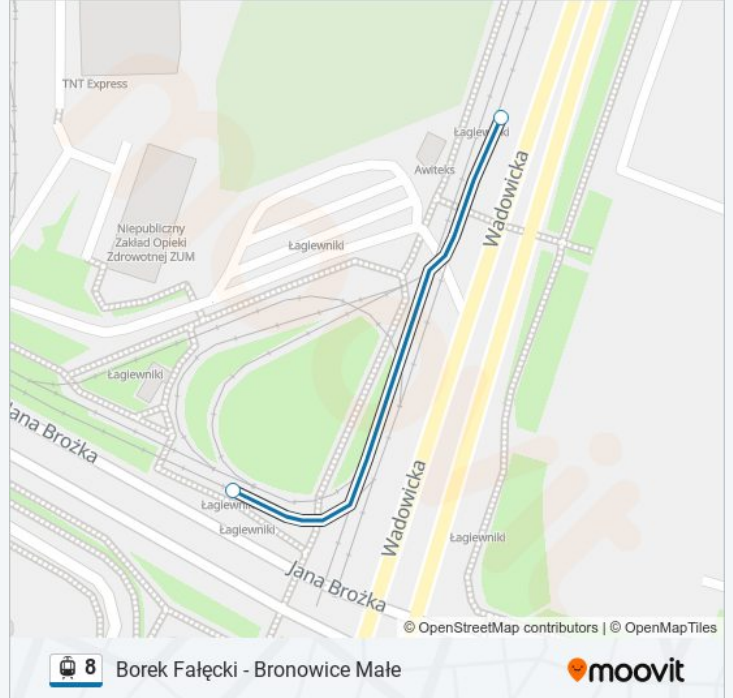 TNT Express
Łagiewniki
Awiteks
Wadowicka
Niepubliczny
Zakład Opieki
Zdrowotnej ZUM
Łagiewniki
Łagiewniki
Jana Brożka
Łagiewniki
Łagiewniki
Wadowicka
Łagiewniki
Jana Brożka
© OpenStreetMap contributors | © OpenMapTiles
8 Borek Fałęcki - Bronowice Małe
moovit